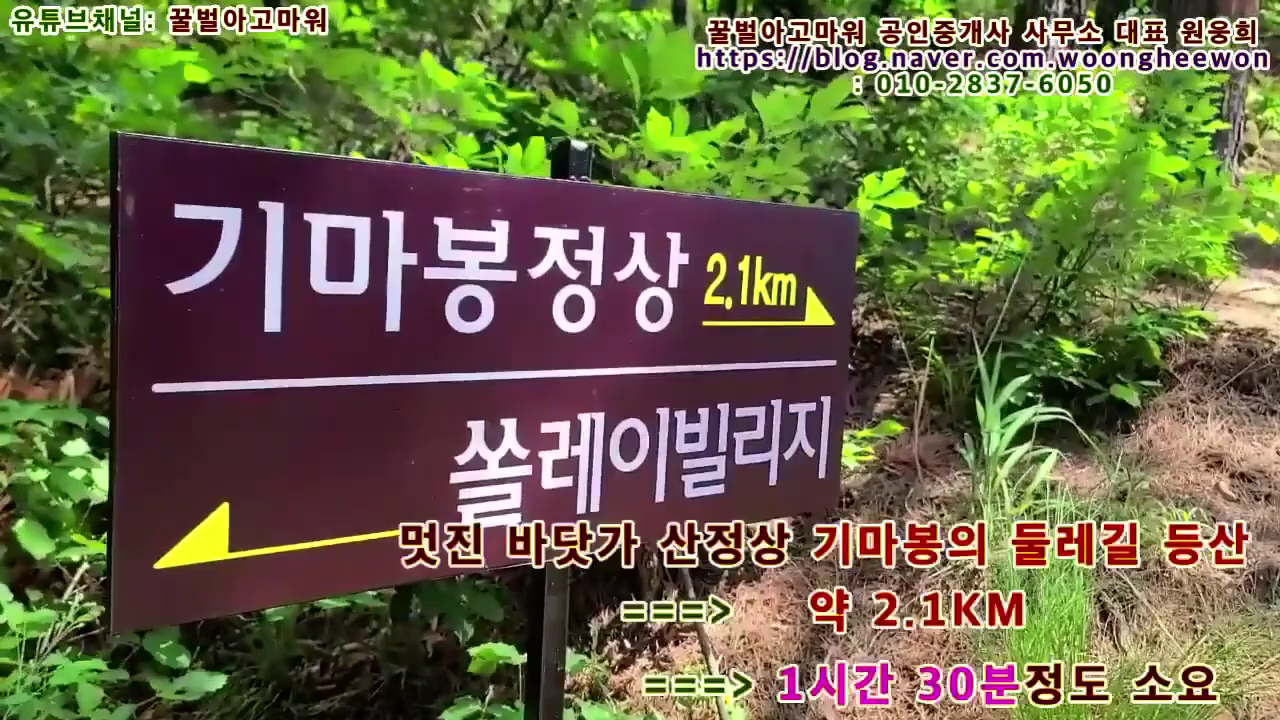 유튜브채널: 꿀벌아고마워
꿀벌아고마워 공인중개사 사무소 대표 원웅희
https://blog.naver.com.woongheewon
: 010-2837-6050
기마봉정상 2.1km
쏠레이빌리지
멋진 바닷가 산정상 기마봉의 둘레길 등산
===> 약 2.1KM
===> 1시간 30분정도 소요